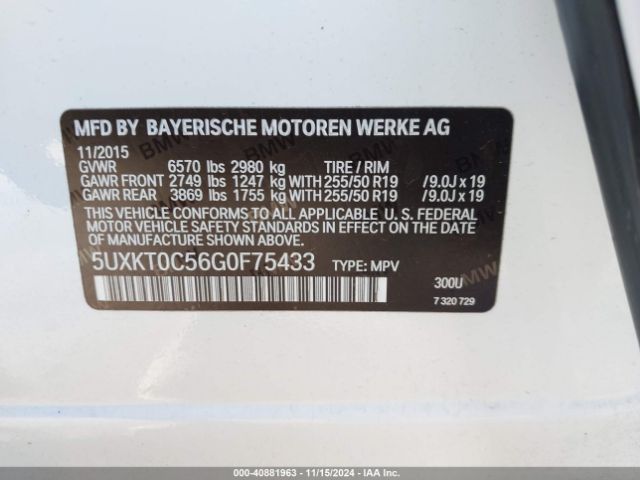 MFD BY BAYERISCHE MOTOREN WERKE AG
11/2015
GVWR 6570 lbs 2980 kg TIRE / RIM
GAWR FRONT 2749 lbs 1247 kg WITH 255/50 R19 /9.0J x 19
GAWR REAR 3869 lbs 1755 kg WITH 255/50 R19 /9.0J x 19
THIS VEHICLE CONFORMS TO ALL APPLICABLE U. S. FEDERAL
MOTOR VEHICLE SAFETY STANDARDS IN EFFECT ON THE
DATE OF MANUFACTURE SHOWN ABOVE.
5UXKT0C56G0F75433 TYPE: MPV
300U
7 320 729
000-40881963 - 11/15/2024 - IAAI.COM